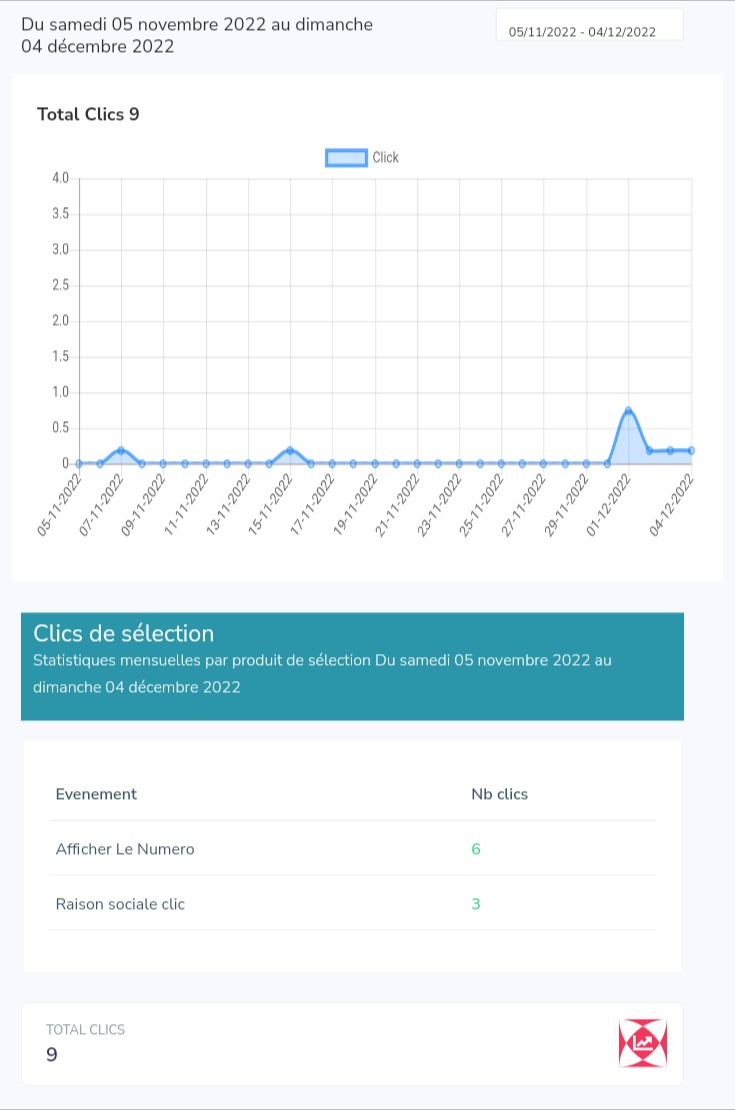 Du samedi 05 novembre 2022 au dimanche
04 décembre 2022
05/11/2022 - 04/12/2022
Total Clics 9
Click
4.0
3.5
3.0
2.5
2.0
1.5
1.0
0.5
0
05-11-2022
07-11-2022
09-11-2022
11-11-2022
13-11-2022
15-11-2022
17-11-2022
19-11-2022
21-11-2022
23-11-2022
25-11-2022
27-11-2022
29-11-2022
01-12-2022
04-12-2022
Clics de sélection
Statistiques mensuelles par produit de sélection Du samedi 05 novembre 2022 au
dimanche 04 décembre 2022
Evenement Nb clics
Afficher Le Numero 6
Raison sociale clic 3
TOTAL CLICS
9